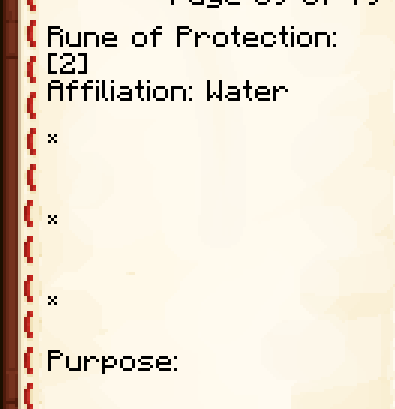 Rune of Protection:
[2]
Affiliation: Water
×
×
×
Purpose: